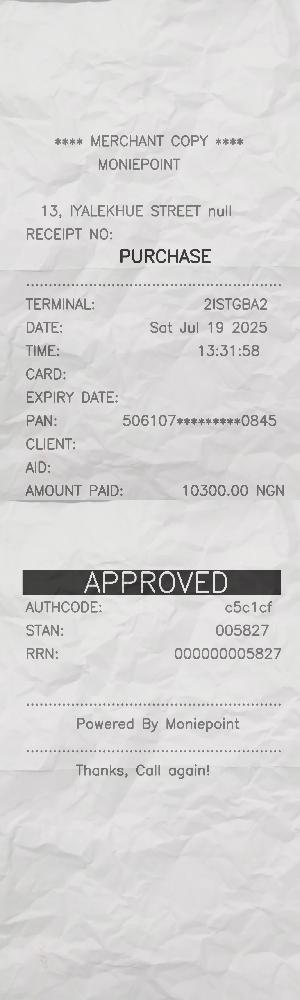 **** MERCHANT COPY ****
MONIEPOINT
13, IYALEKHUE STREET null
RECEIPT NO:
PURCHASE
TERMINAL: 2ISTGBA2
DATE: Sat Jul 19 2025
TIME: 13:31:58
CARD:
EXPIRY DATE:
PAN: 506107*********0845
CLIENT:
AID:
AMOUNT PAID: 10300.00 NGN
APPROVED
AUTHCODE: c5c1cf
STAN: 005827
RRN: 000000005827
Powered By Moniepoint
Thanks, Call again!